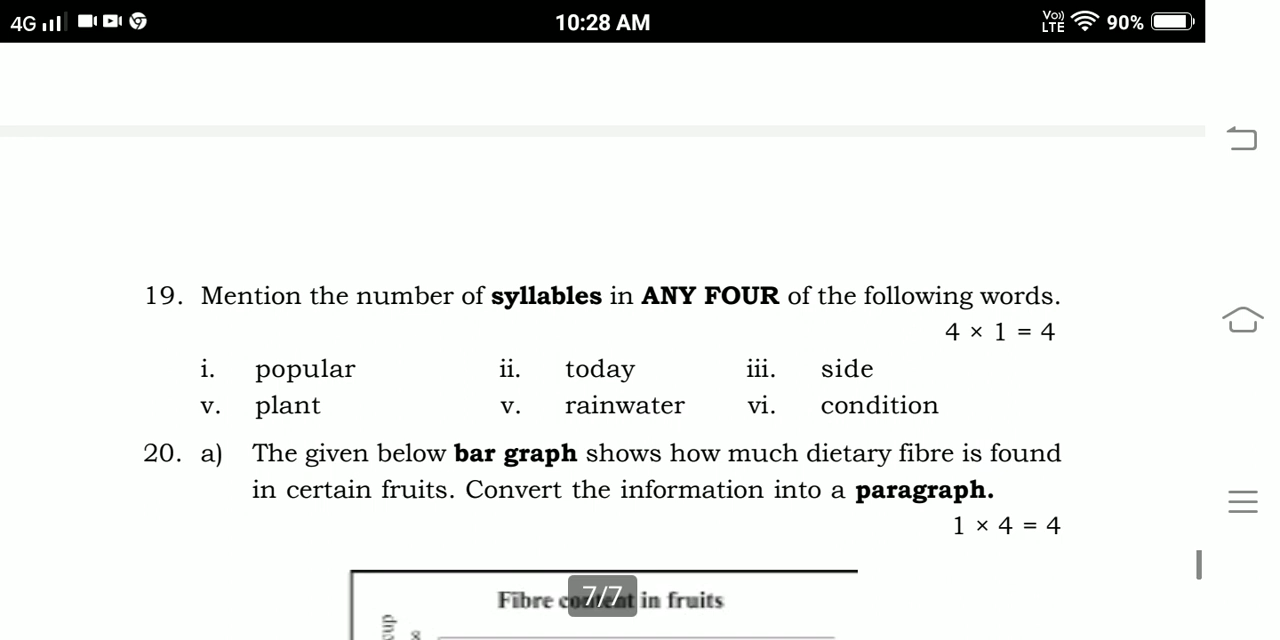 4G 10:28 AM Vo) LTE 90%
19. Mention the number of syllables in ANY FOUR of the following words.
4 × 1 = 4
i. popular ii. today iii. side
v. plant v. rainwater vi. condition
20. a) The given below bar graph shows how much dietary fibre is found
in certain fruits. Convert the information into a paragraph.
1 × 4 = 4
Fibre content in fruits
7/7
cup
8